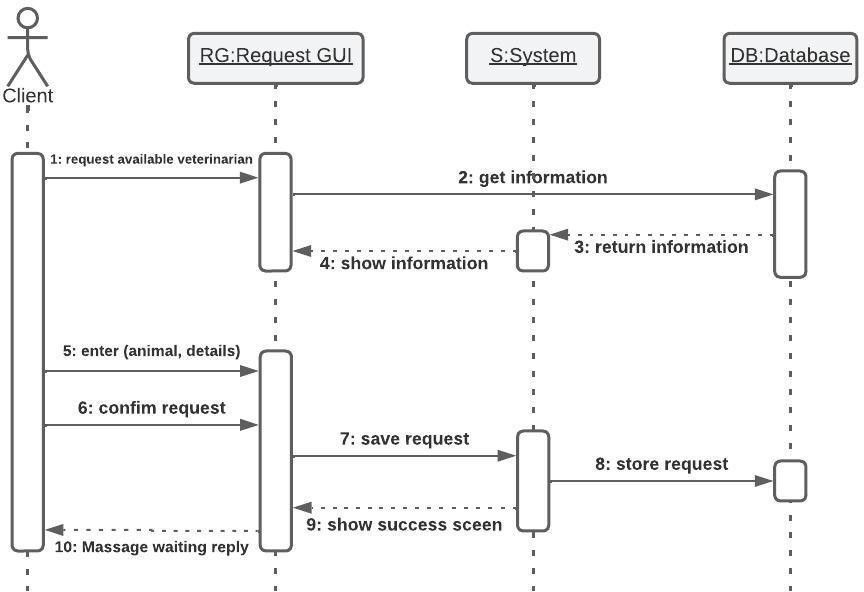 RG:Request GUI
S:System
DB:Database
Client
1: request available veterinarian
2: get information
3: return information
4: show information
5: enter (animal, details)
6: confim request
7: save request
8: store request
9: show success sceen
10: Massage waiting reply